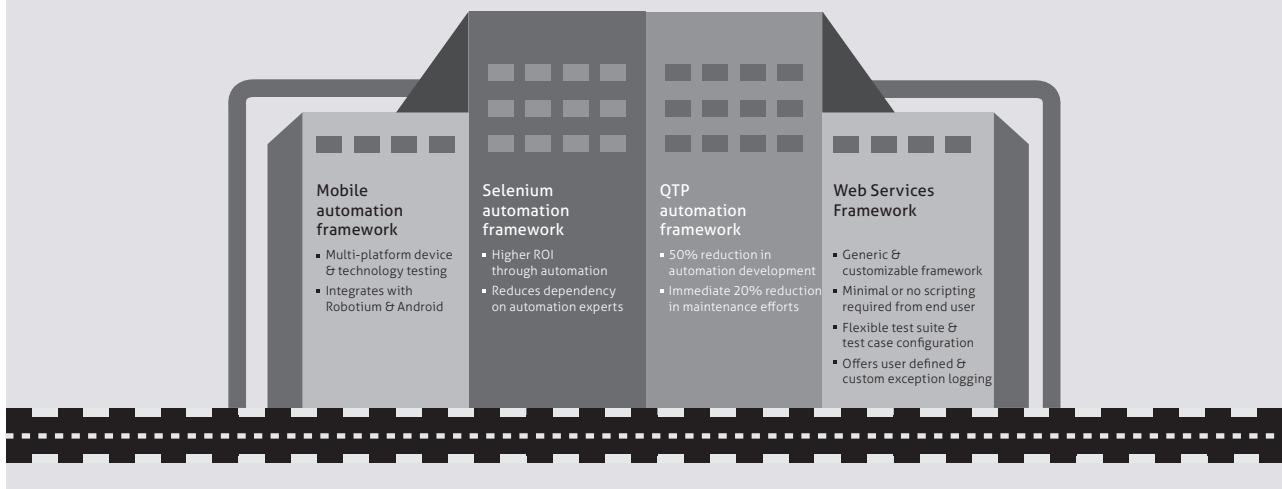 Mobile
automation
framework
▪ Multi-platform device
& technology testing
▪ Integrates with
Robotium & Android
Selenium
automation
framework
▪ Higher ROI
through automation
▪ Reduces dependency
on automation experts
QTP
automation
framework
▪ 50% reduction in
automation development
▪ Immediate 20% reduction
in maintenance efforts
Web Services
Framework
▪ Generic &
customizable framework
▪ Minimal or no scripting
required from end user
▪ Flexible test suite &
test case configuration
▪ Offers user defined &
custom exception logging